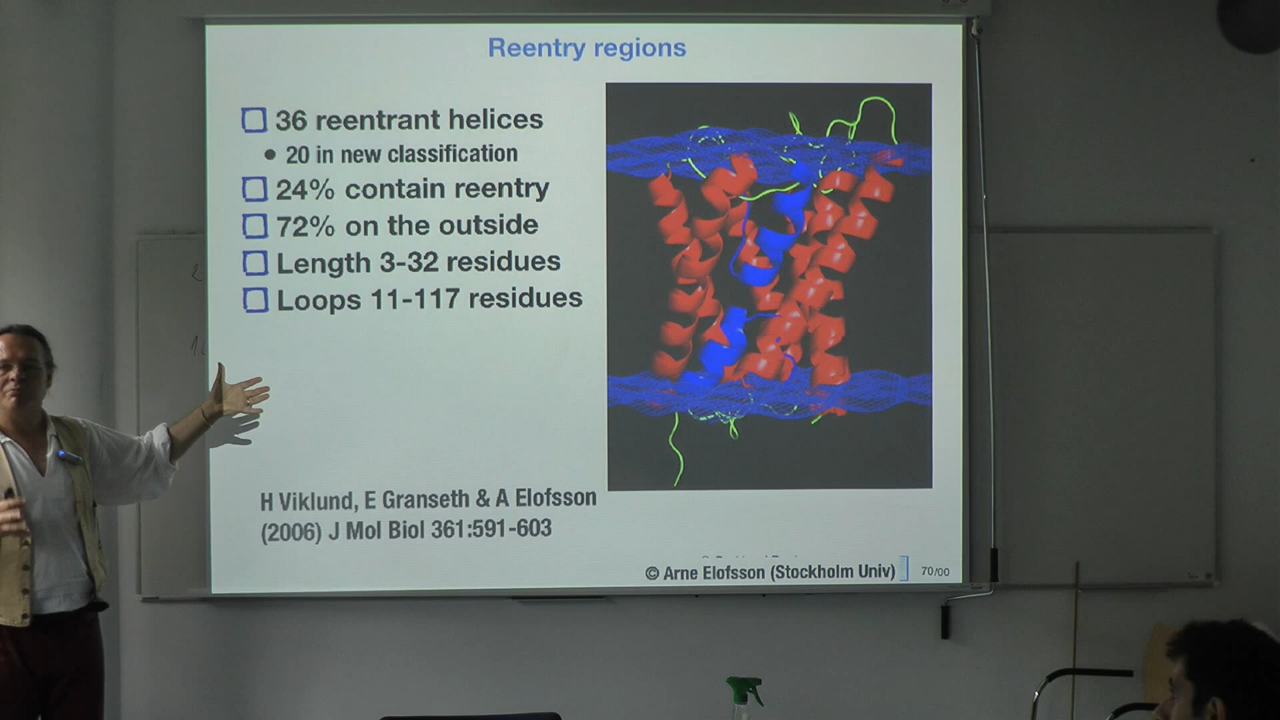 Reentry regions
36 reentrant helices
20 in new classification
24% contain reentry
72% on the outside
Length 3-32 residues
Loops 11-117 residues
H Viklund, E Granseth & A Elofsson
(2006) J Mol Biol 361:591-603
© Arne Elofsson (Stockholm Univ)
70/00